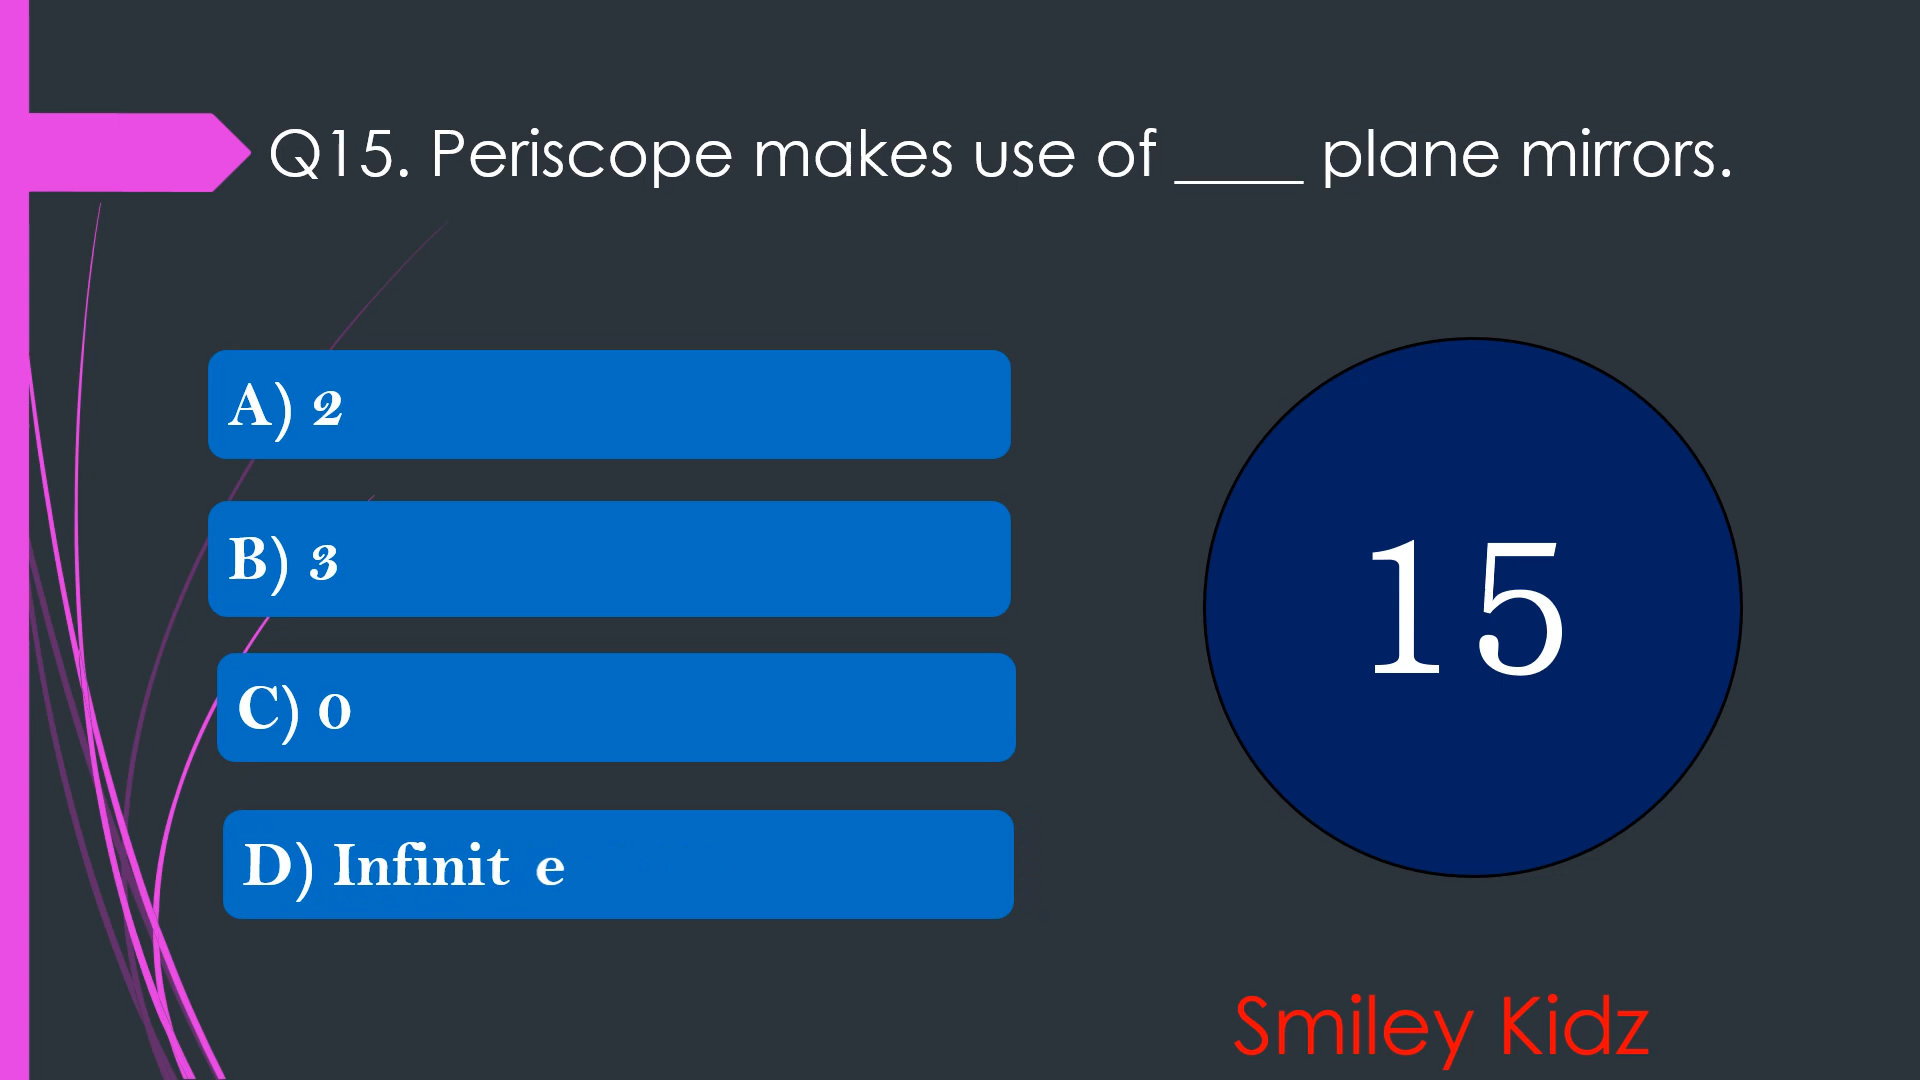 Q15. Periscope makes use of ____ plane mirrors.
A) 2
B) 3
C) 0
D) Infinit e
15
Smiley Kidz